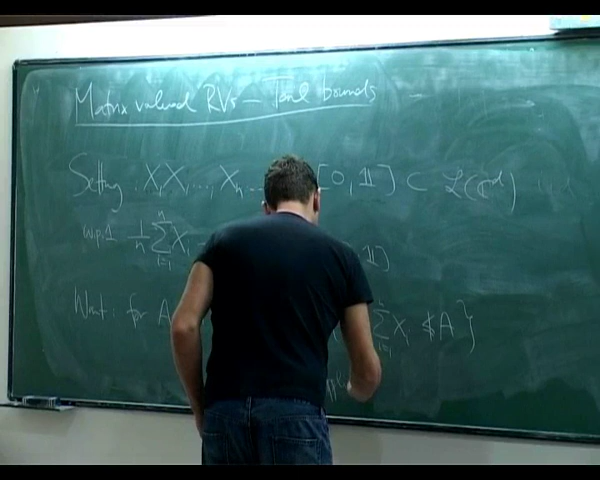 Matrix valued RVs – Tail bounds
Setting: X, X₁, ..., Xₙ ... [0, 𝟙] ⊂ ℒ(ℂᵈ)
w.p.1 1/n ∑ᵢ₌₁ⁿ Xᵢ 𝟙]
Want: for A ∑ᵢ₌₁ⁿ Xᵢ ≰ A }